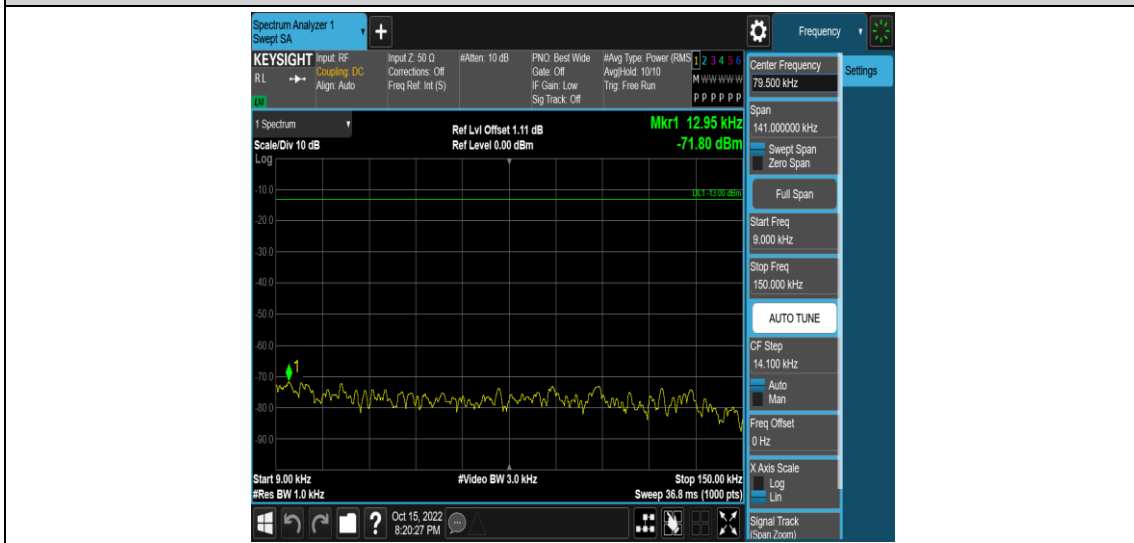 Spectrum Analyzer 1
Swept SA
+
Frequency
KEYSIGHT
RL
LXI
Input: RF
Coupling: DC
Align: Auto
Input Z: 50 Ω
Corrections: Off
Freq Ref: Int (S)
#Atten: 10 dB
PNO: Best Wide
Gate: Off
IF Gain: Low
Sig Track: Off
#Avg Type: Power (RMS
Avg|Hold: 10/10
Trig: Free Run
1 2 3 4 5 6
M W W W W W
P P P P P P
1 Spectrum
Scale/Div 10 dB
Log
Ref Lvl Offset 1.11 dB
Ref Level 0.00 dBm
Mkr1 12.95 kHz
-71.80 dBm
DL1 -13.00 dBm
-10.0
-20.0
-30.0
-40.0
-50.0
-60.0
-70.0
-80.0
-90.0
1
Start 9.00 kHz
#Res BW 1.0 kHz
#Video BW 3.0 kHz
Stop 150.00 kHz
Sweep 36.8 ms (1000 pts)
Center Frequency
79.500 kHz
Settings
Span
141.000000 kHz
Swept Span
Zero Span
Full Span
Start Freq
9.000 kHz
Stop Freq
150.000 kHz
AUTO TUNE
CF Step
14.100 kHz
Auto
Man
Freq Offset
0 Hz
X Axis Scale
Log
Lin
Signal Track
(Span Zoom)
?
Oct 15, 2022
8:20:27 PM